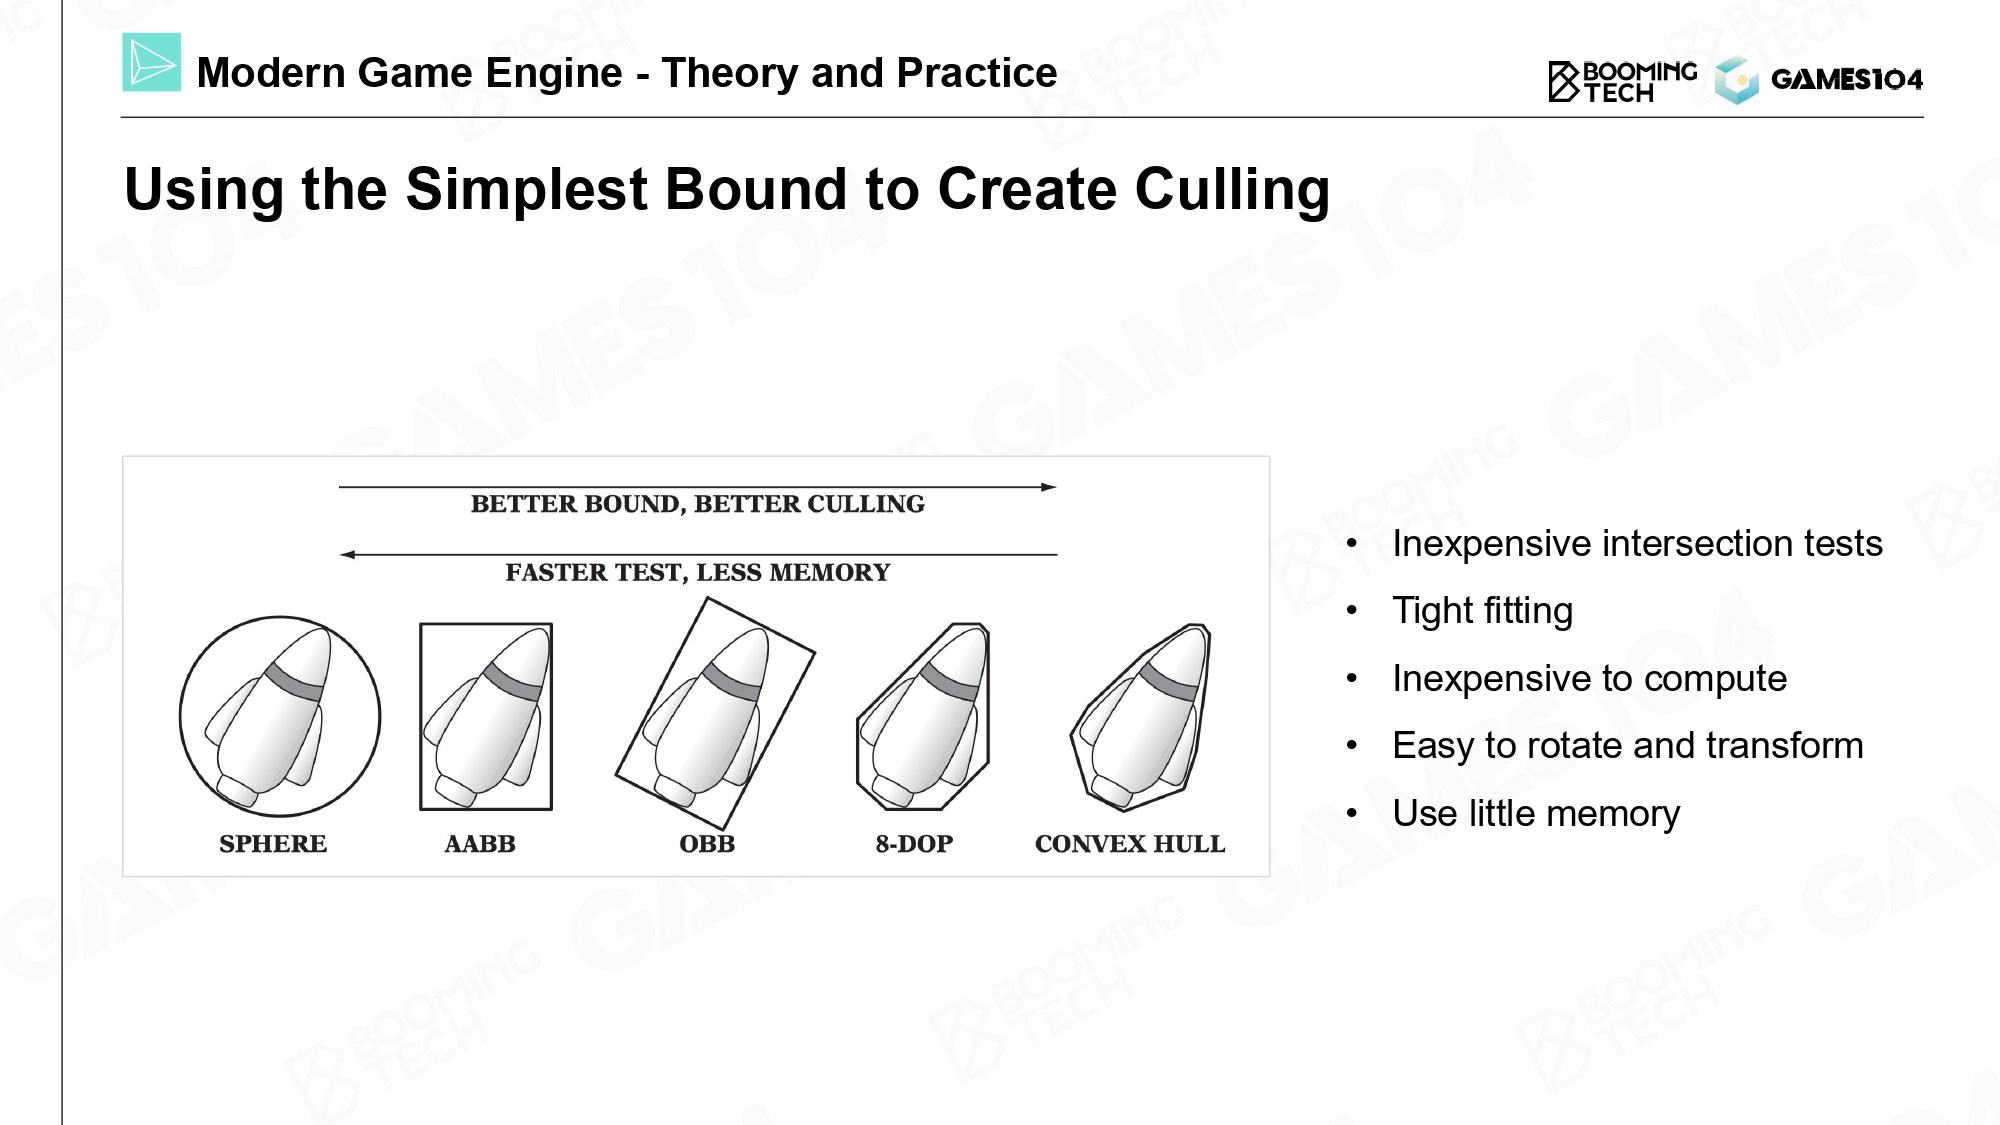 Modern Game Engine - Theory and Practice
BOOMING
TECH
GAMES104
Using the Simplest Bound to Create Culling
BETTER BOUND, BETTER CULLING
FASTER TEST, LESS MEMORY
SPHERE
AABB
OBB
8-DOP
CONVEX HULL
• Inexpensive intersection tests
• Tight fitting
• Inexpensive to compute
• Easy to rotate and transform
• Use little memory